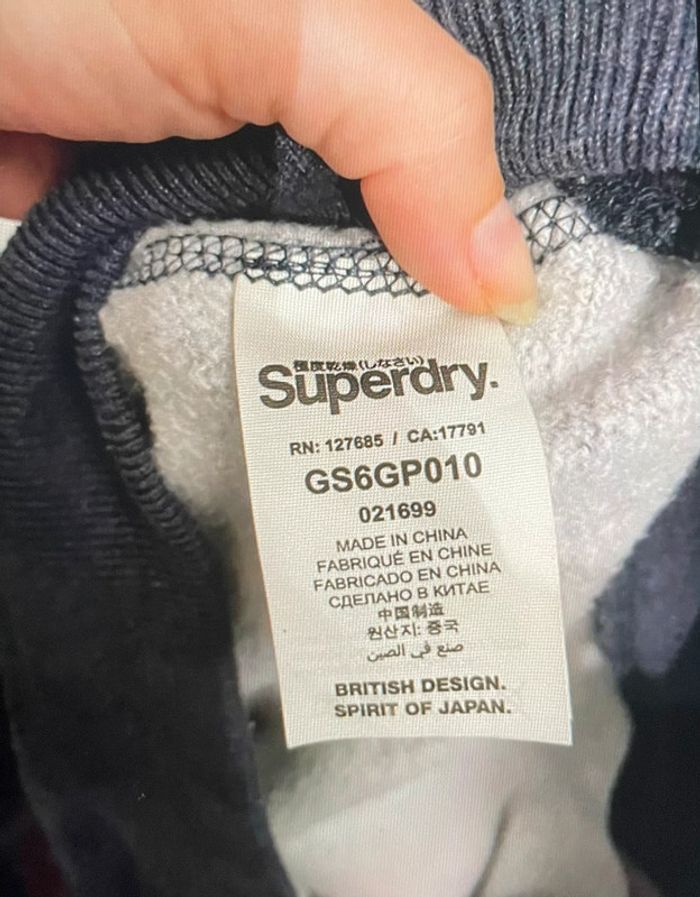 極度乾燥(しなさい)
Superdry.
RN: 127685 / CA:17791
GS6GP010
021699
MADE IN CHINA
FABRIQUÉ EN CHINE
FABRICADO EN CHINA
СДЕЛАНО В КИТАЕ
中国制造
원산지: 중국
صنع في الصين
BRITISH DESIGN.
SPIRIT OF JAPAN.